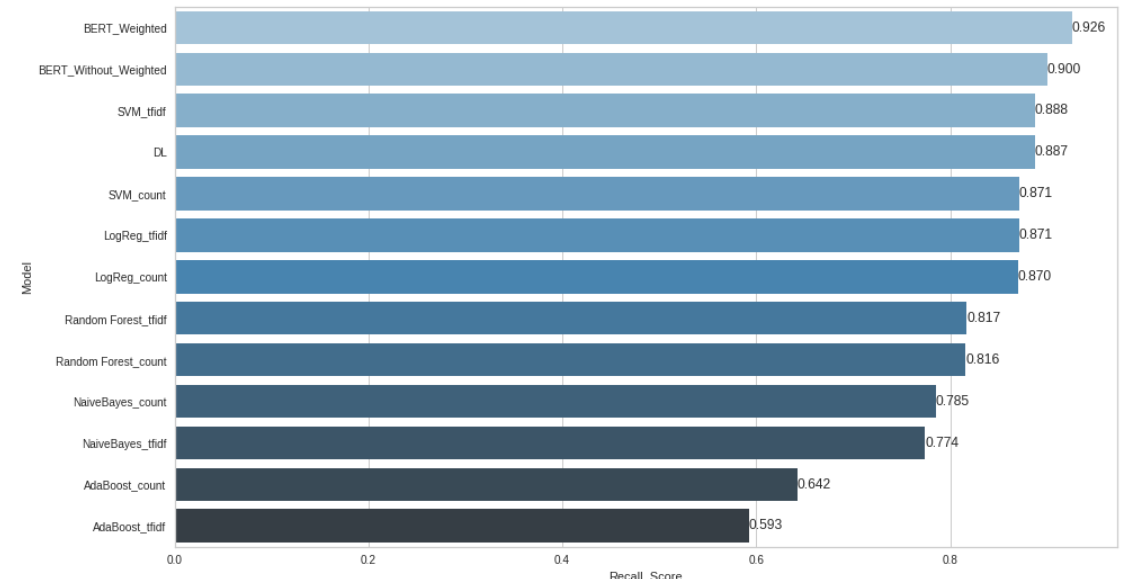 BERT_Weighted 0.926
BERT_Without_Weighted 0.900
SVM_tfidf 0.888
DL 0.887
SVM_count 0.871
LogReg_tfidf 0.871
Model
LogReg_count 0.870
Random Forest_tfidf 0.817
Random Forest_count 0.816
NaiveBayes_count 0.785
NaiveBayes_tfidf 0.774
AdaBoost_count 0.642
AdaBoost_tfidf 0.593
0.0 0.2 0.4 0.6 0.8
Recall_Score